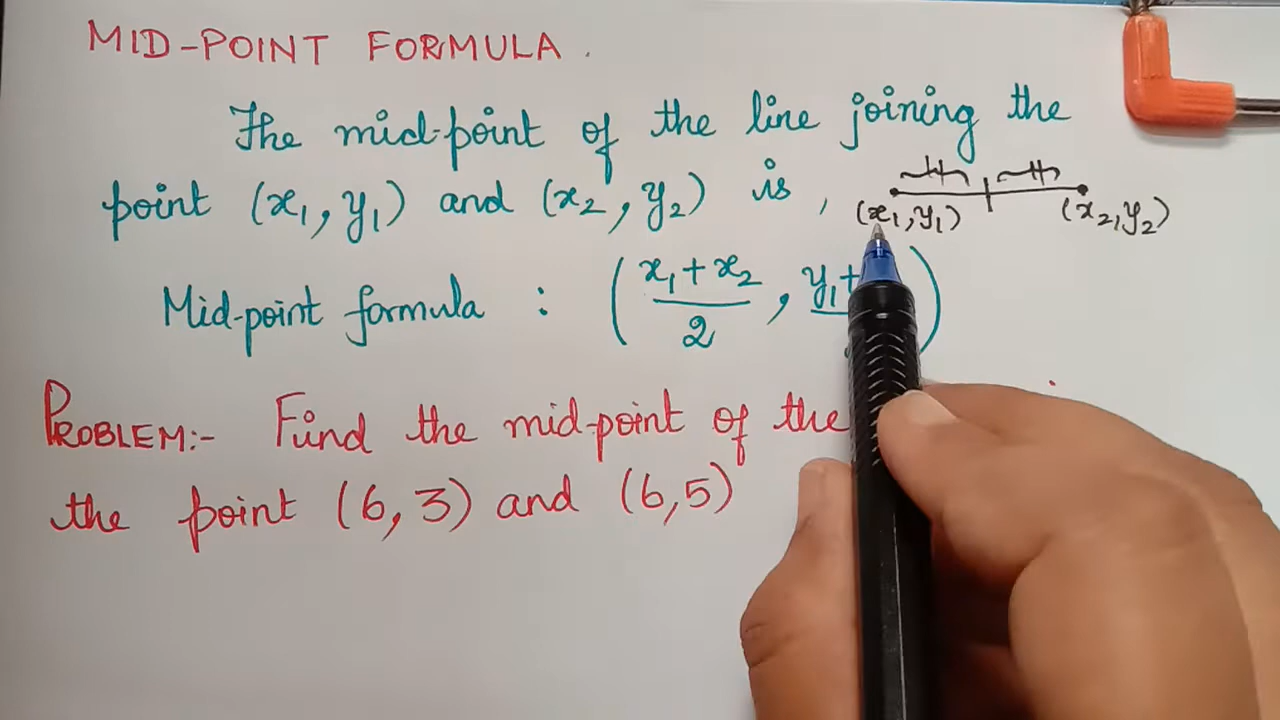 MID-POINT FORMULA.
The mid-point of the line joining the
point (x₁, y₁) and (x₂, y₂) is,
(x₁, y₁) (x₂, y₂)
Mid-point formula : (x₁+x₂/2, y₁+
PROBLEM:- Find the mid-point of the
the point (6, 3) and (6,5)